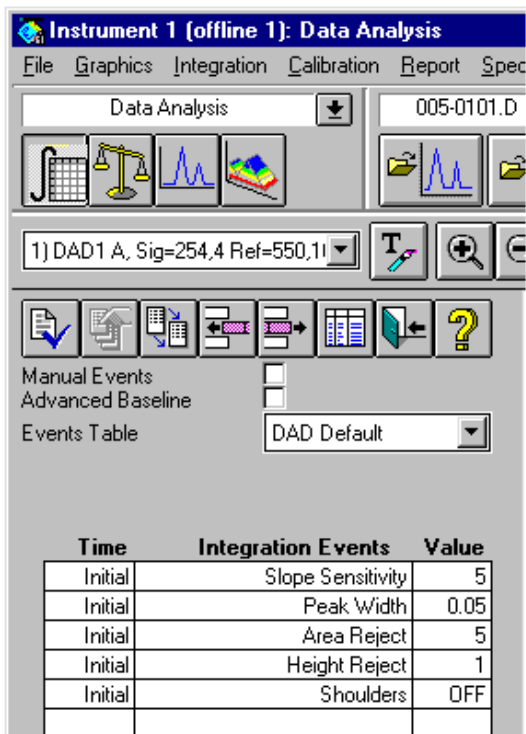 Instrument 1 (offline 1): Data Analysis
File Graphics Integration Calibration Report Spec
Data Analysis 005-0101.D
1) DAD1 A, Sig=254,4 Ref=550,10
Manual Events
Advanced Baseline
Events Table DAD Default
Time Integration Events Value
Initial Slope Sensitivity 5
Initial Peak Width 0.05
Initial Area Reject 5
Initial Height Reject 1
Initial Shoulders OFF